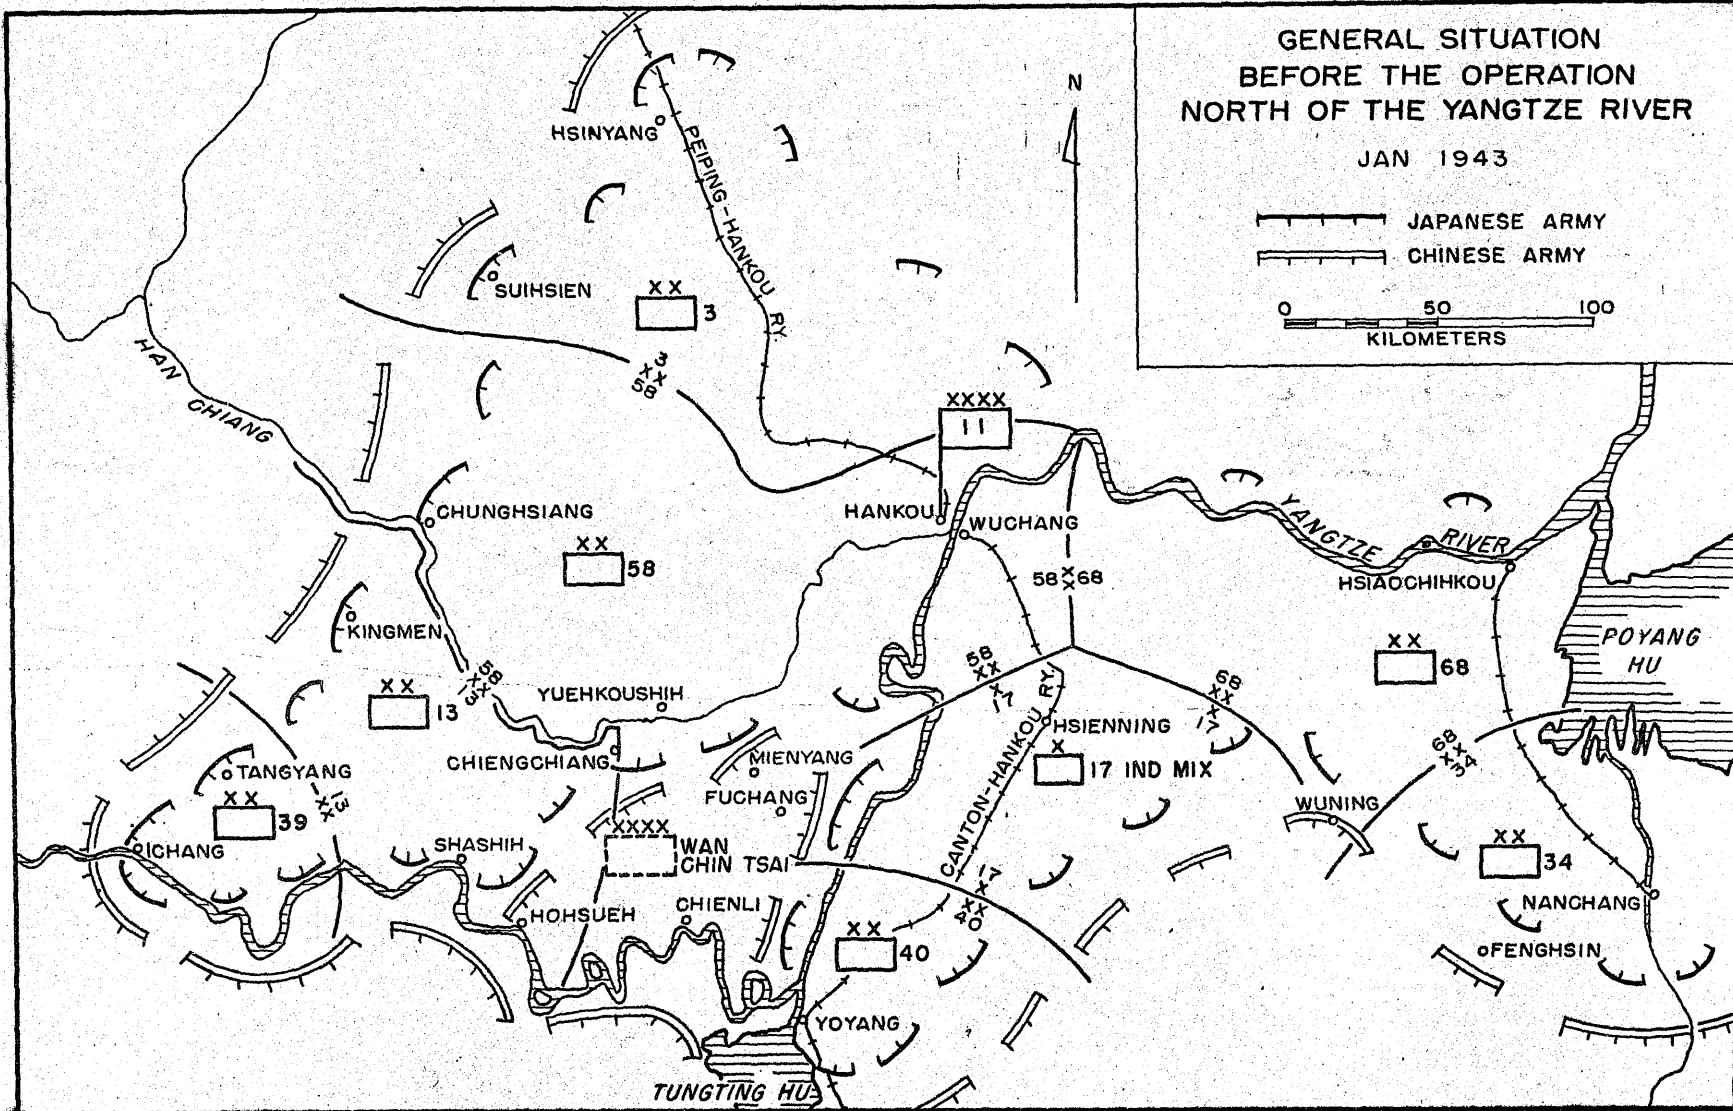 GENERAL SITUATION
BEFORE THE OPERATION
NORTH OF THE YANGTZE RIVER
JAN 1943
JAPANESE ARMY
CHINESE ARMY
0 50 100
KILOMETERS
N
HSINYANG
PEIPING-HANKOU RY.
SUIHSIEN
XX
3
HAN CHIANG
3
XX
58
XXXX
11
CHUNGHSIANG
HANKOU
WUCHANG
YANGTZE RIVER
HSIAOCHIHKOU
XX
58
58 XX 68
KINGMEN
POYANG
HU
58
XX
13
XX
13
YUEHKOUSHIH
58
XX
X
17
68
XX
X
17
XX
68
CHIENGCHIANG
MIENYANG
HSIENNING
CANTON-HANKOU RY.
X
17 IND MIX
68
XX
34
TANGYANG
XX
39
13
XX
FUCHANG
WUNING
ICHANG
SHASHIH
XXXX
WAN
CHIN TSAI
XX
34
HOHSUEH
CHIENLI
17
X
XX
40
NANCHANG
XX
40
FENGHSIN
YOYANG
TUNGTING HU